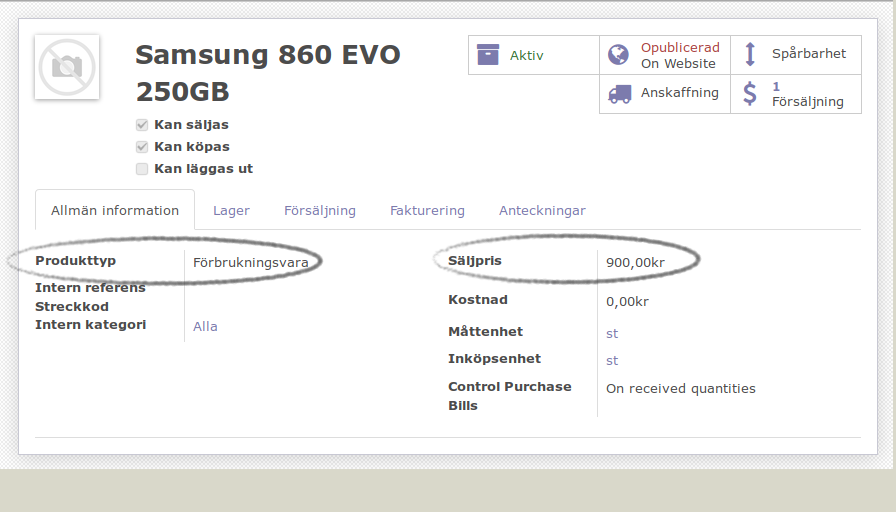 Samsung 860 EVO
250GB
Kan säljas
Kan köpas
Kan läggas ut
Aktiv
Opublicerad
On Website
Spårbarhet
Anskaffning
1
Försäljning
Allmän information
Lager
Försäljning
Fakturering
Anteckningar
Produkttyp
Förbrukningsvara
Intern referens
Streckkod
Intern kategori
Alla
Säljpris
900,00kr
Kostnad
0,00kr
Måttenhet
st
Inköpsenhet
st
Control Purchase
Bills
On received quantities